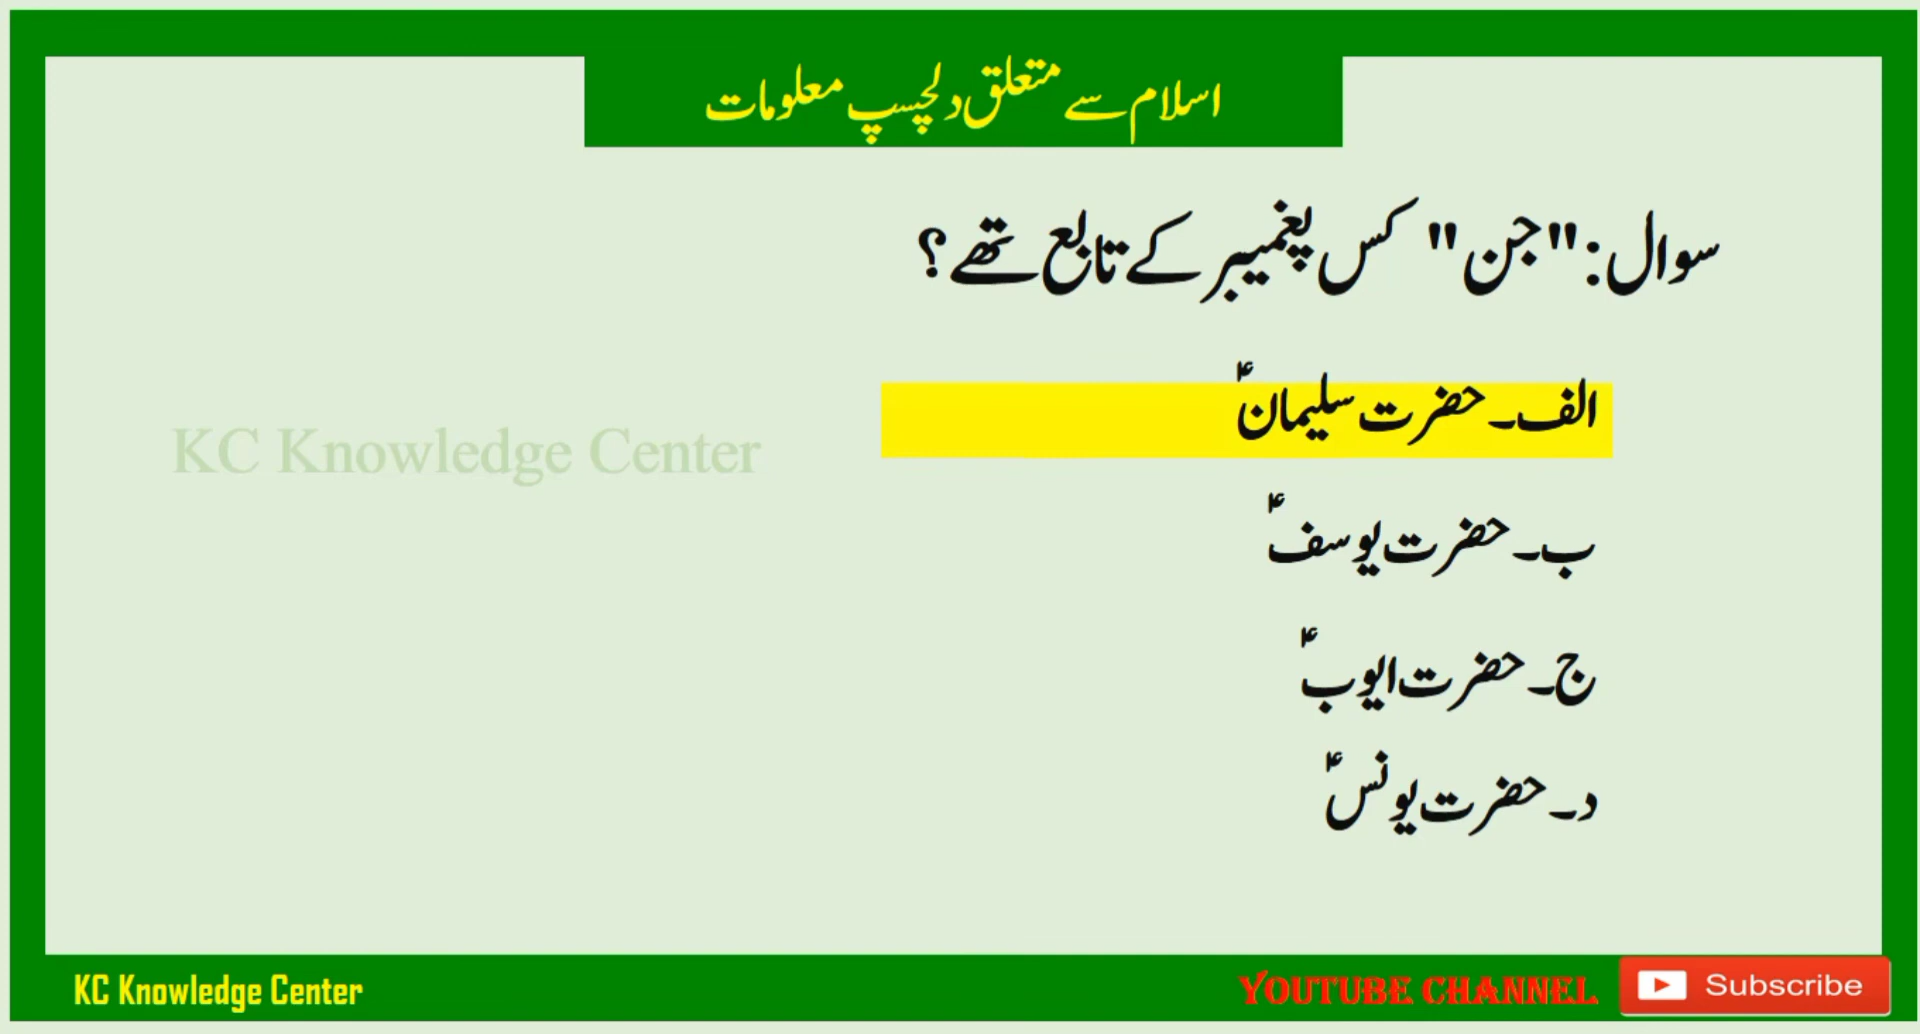 اسلام سے متعلق دلچسپ معلومات
سوال: "جن" کس پیغمبر کے تابع تھے؟
الف۔ حضرت سلیمانؑ
ب۔ حضرت یوسفؑ
ج۔ حضرت ایوبؑ
د۔ حضرت یونسؑ
KC Knowledge Center
KC Knowledge Center
YOUTUBE CHANNEL
Subscribe